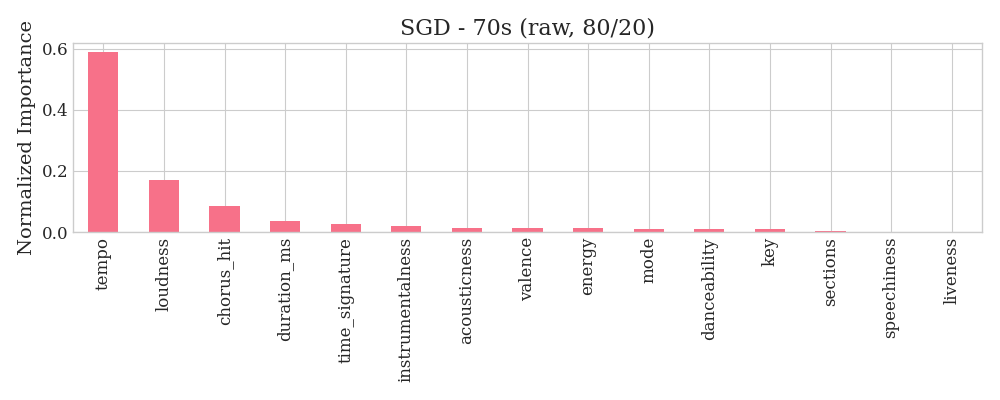 SGD - 70s (raw, 80/20)
Normalized Importance
0.6
0.4
0.2
0.0
tempo
loudness
chorus_hit
duration_ms
time_signature
instrumentalness
acousticness
valence
energy
mode
danceability
key
sections
speechiness
liveness